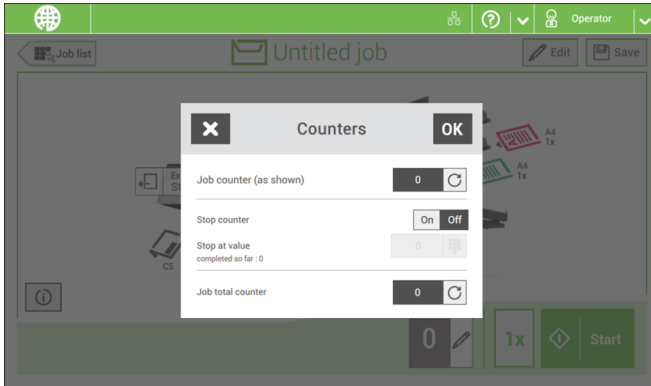 Operator
Job list
Untitled job
Edit
Save
Counters
OK
A4
1x
A4
1x
Ex
St
C5
Job counter (as shown)
0
Stop counter
On
Off
Stop at value
0
completed so far : 0
Job total counter
0
0
1x
Start